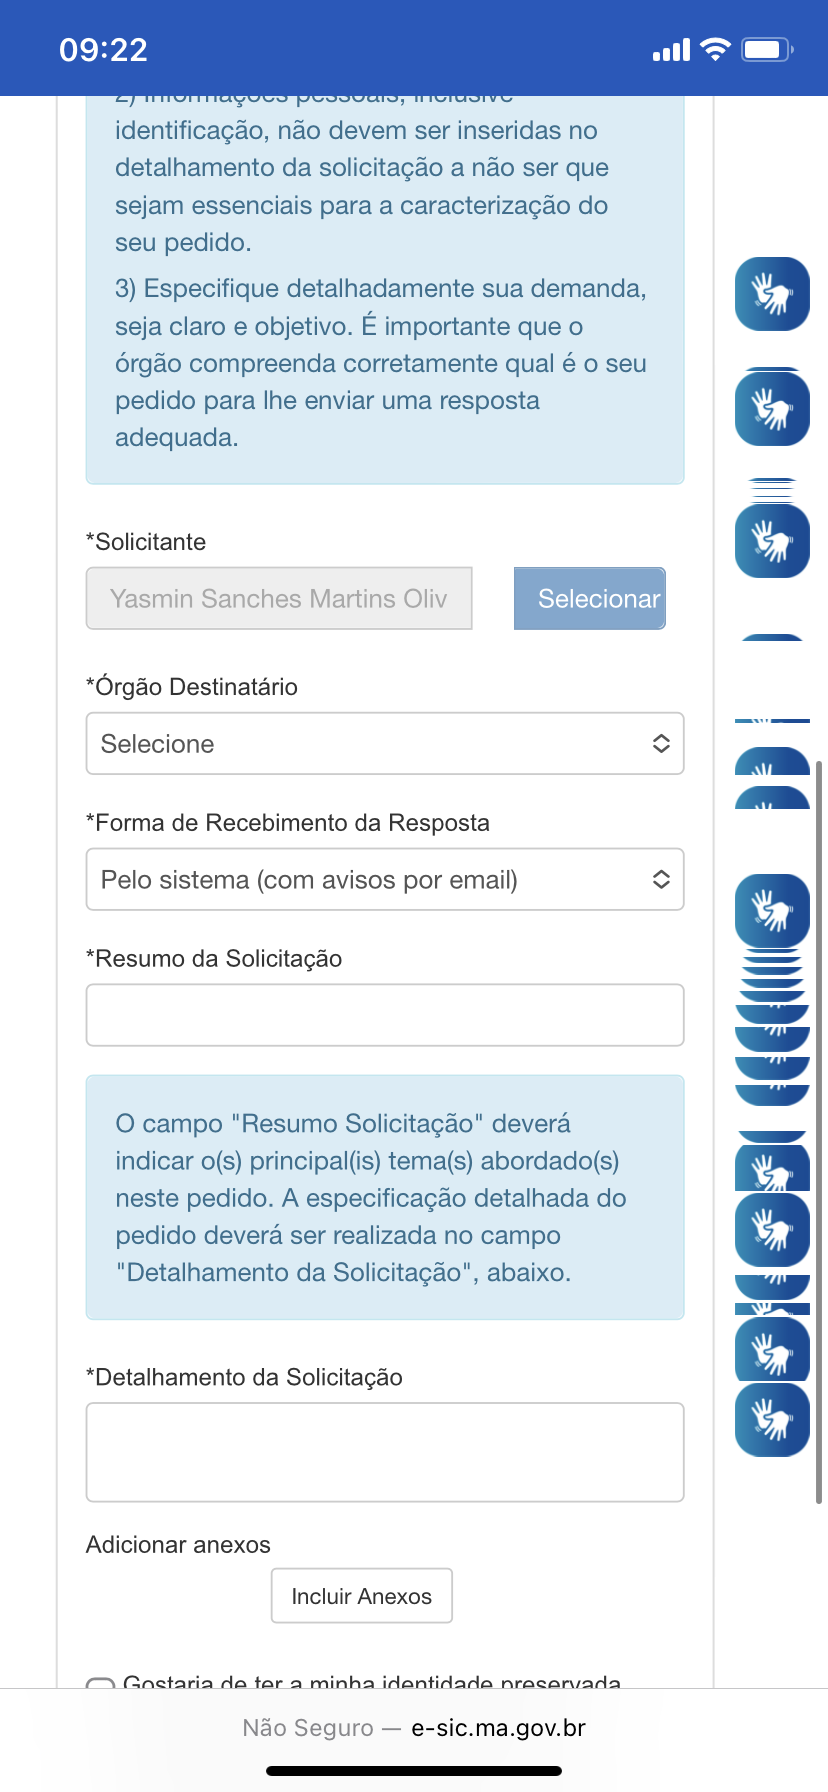 09:22
2) Informações pessoais, inclusive
identificação, não devem ser inseridas no
detalhamento da solicitação a não ser que
sejam essenciais para a caracterização do
seu pedido.
3) Especifique detalhadamente sua demanda,
seja claro e objetivo. É importante que o
órgão compreenda corretamente qual é o seu
pedido para lhe enviar uma resposta
adequada.
*Solicitante
Yasmin Sanches Martins Oliv
Selecionar
*Órgão Destinatário
Selecione
*Forma de Recebimento da Resposta
Pelo sistema (com avisos por email)
*Resumo da Solicitação
O campo "Resumo Solicitação" deverá
indicar o(s) principal(is) tema(s) abordado(s)
neste pedido. A especificação detalhada do
pedido deverá ser realizada no campo
"Detalhamento da Solicitação", abaixo.
*Detalhamento da Solicitação
Adicionar anexos
Incluir Anexos
Gostaria de ter a minha identidade preservada
Não Seguro — e-sic.ma.gov.br